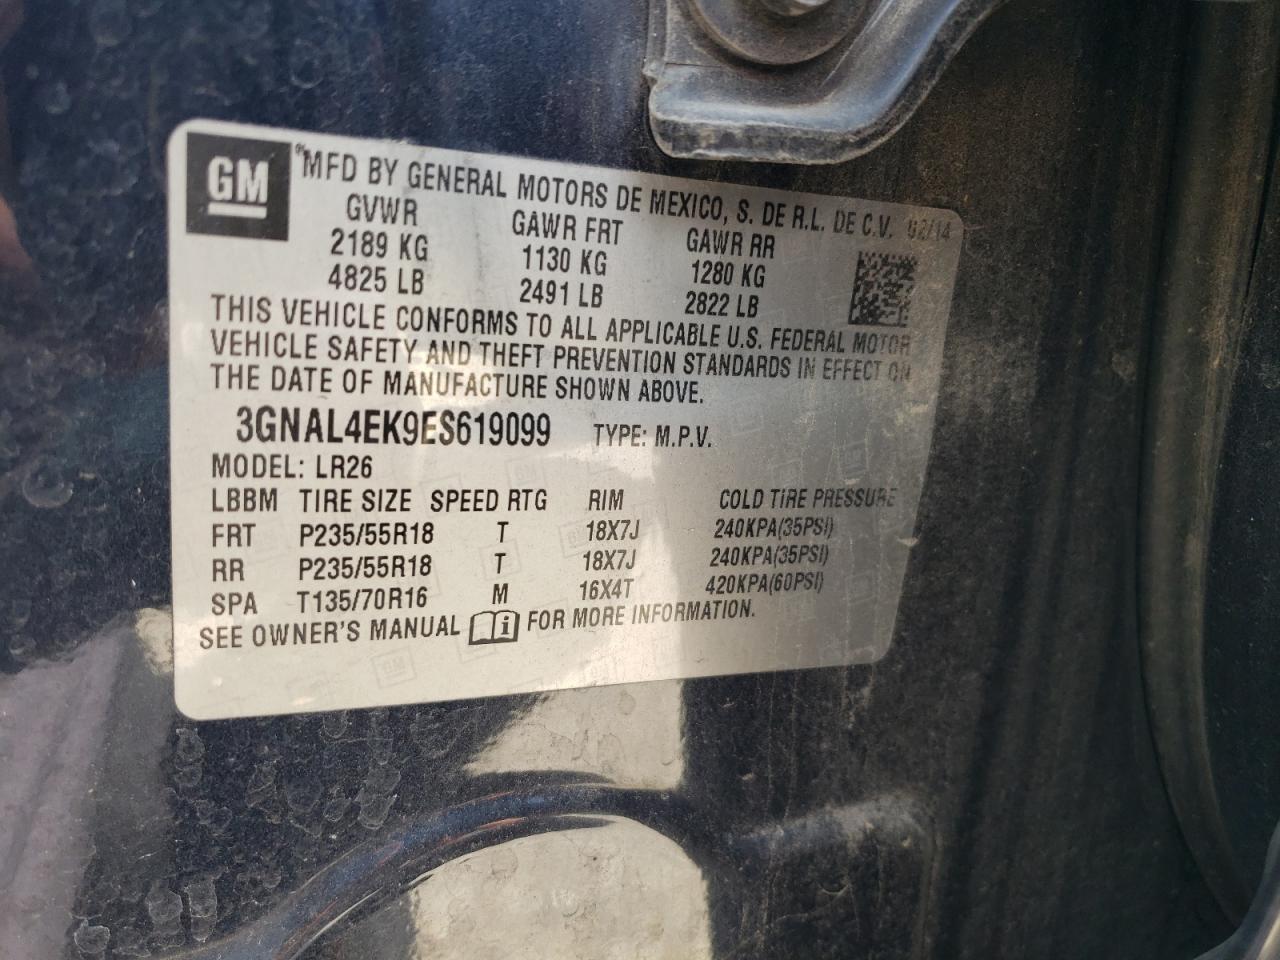 GM ®MFD BY GENERAL MOTORS DE MEXICO, S. DE R.L. DE C.V. 02/14
GVWR GAWR FRT GAWR RR
2189 KG 1130 KG 1280 KG
4825 LB 2491 LB 2822 LB
THIS VEHICLE CONFORMS TO ALL APPLICABLE U.S. FEDERAL MOTOR
VEHICLE SAFETY AND THEFT PREVENTION STANDARDS IN EFFECT ON
THE DATE OF MANUFACTURE SHOWN ABOVE.
3GNAL4EK9ES619099 TYPE: M.P.V.
MODEL: LR26
LBBM TIRE SIZE SPEED RTG RIM COLD TIRE PRESSURE
FRT P235/55R18 T 18X7J 240KPA(35PSI)
RR P235/55R18 T 18X7J 240KPA(35PSI)
SPA T135/70R16 M 16X4T 420KPA(60PSI)
SEE OWNER'S MANUAL i FOR MORE INFORMATION.